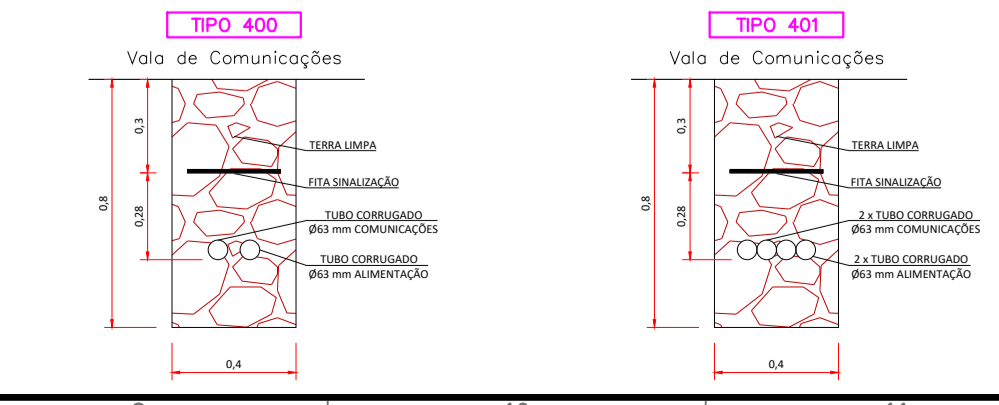 TIPO 400
Vala de Comunicações
0,3
0,8
0,28
TERRA LIMPA
FITA SINALIZAÇÃO
TUBO CORRUGADO
Ø63 mm COMUNICAÇÕES
TUBO CORRUGADO
Ø63 mm ALIMENTAÇÃO
0,4
TIPO 401
Vala de Comunicações
0,3
0,8
0,28
TERRA LIMPA
FITA SINALIZAÇÃO
2 x TUBO CORRUGADO
Ø63 mm COMUNICAÇÕES
2 x TUBO CORRUGADO
Ø63 mm ALIMENTAÇÃO
0,4